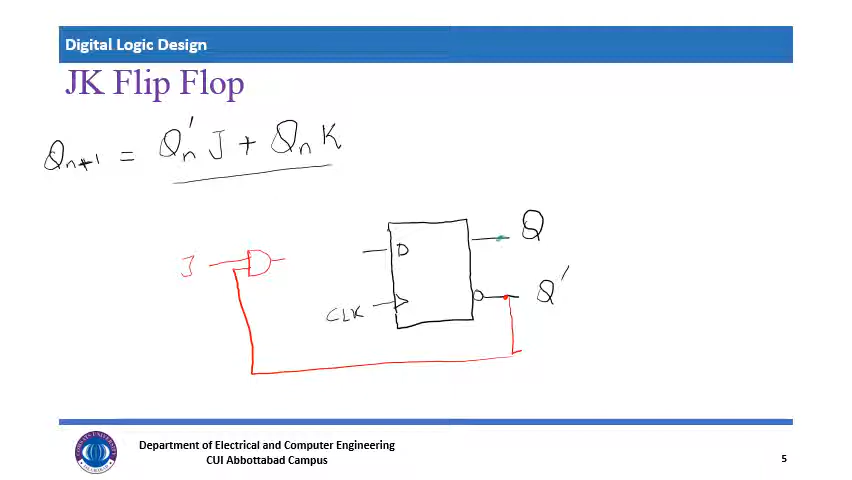 Digital Logic Design
JK Flip Flop
Qn+1 = Qn' J + Qn K
Q
J
D
Q'
CLK
Department of Electrical and Computer Engineering
CUI Abbottabad Campus
5